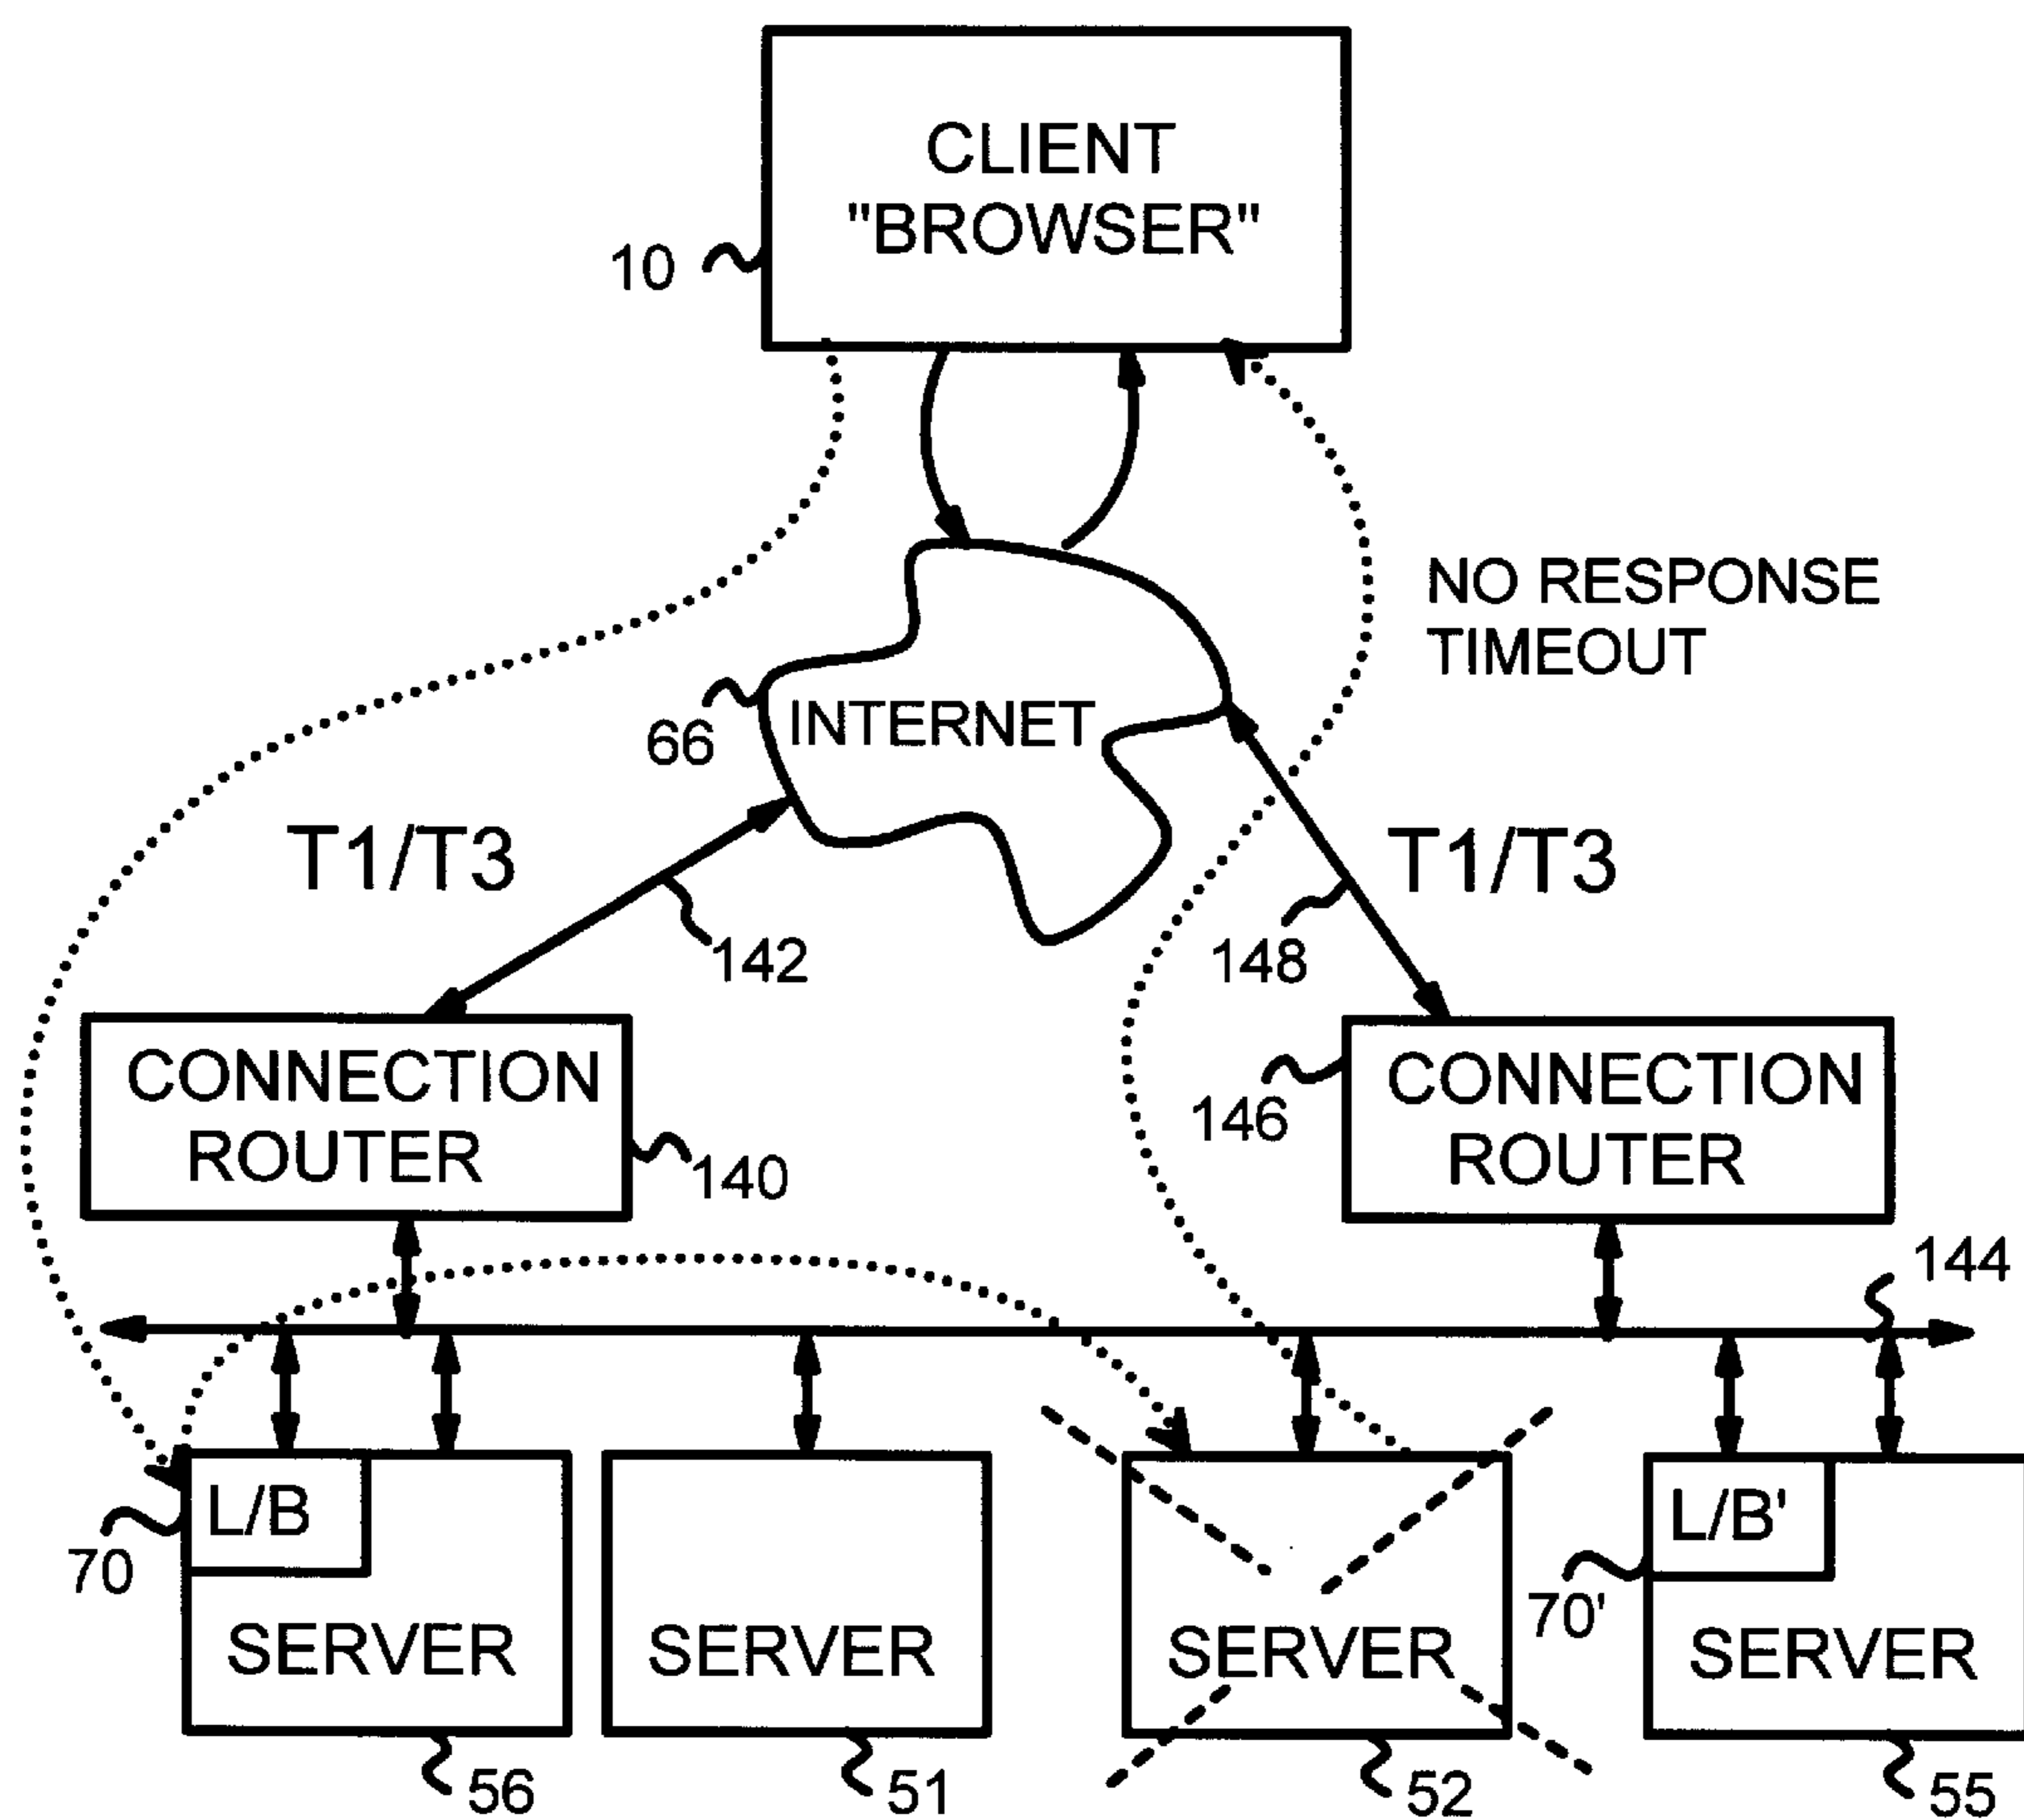 CLIENT
"BROWSER"
10
NO RESPONSE
TIMEOUT
66
INTERNET
T1/T3
T1/T3
142
148
CONNECTION
ROUTER
140
146
CONNECTION
ROUTER
144
L/B
70
SERVER
56
SERVER
51
SERVER
52
L/B'
70'
SERVER
55